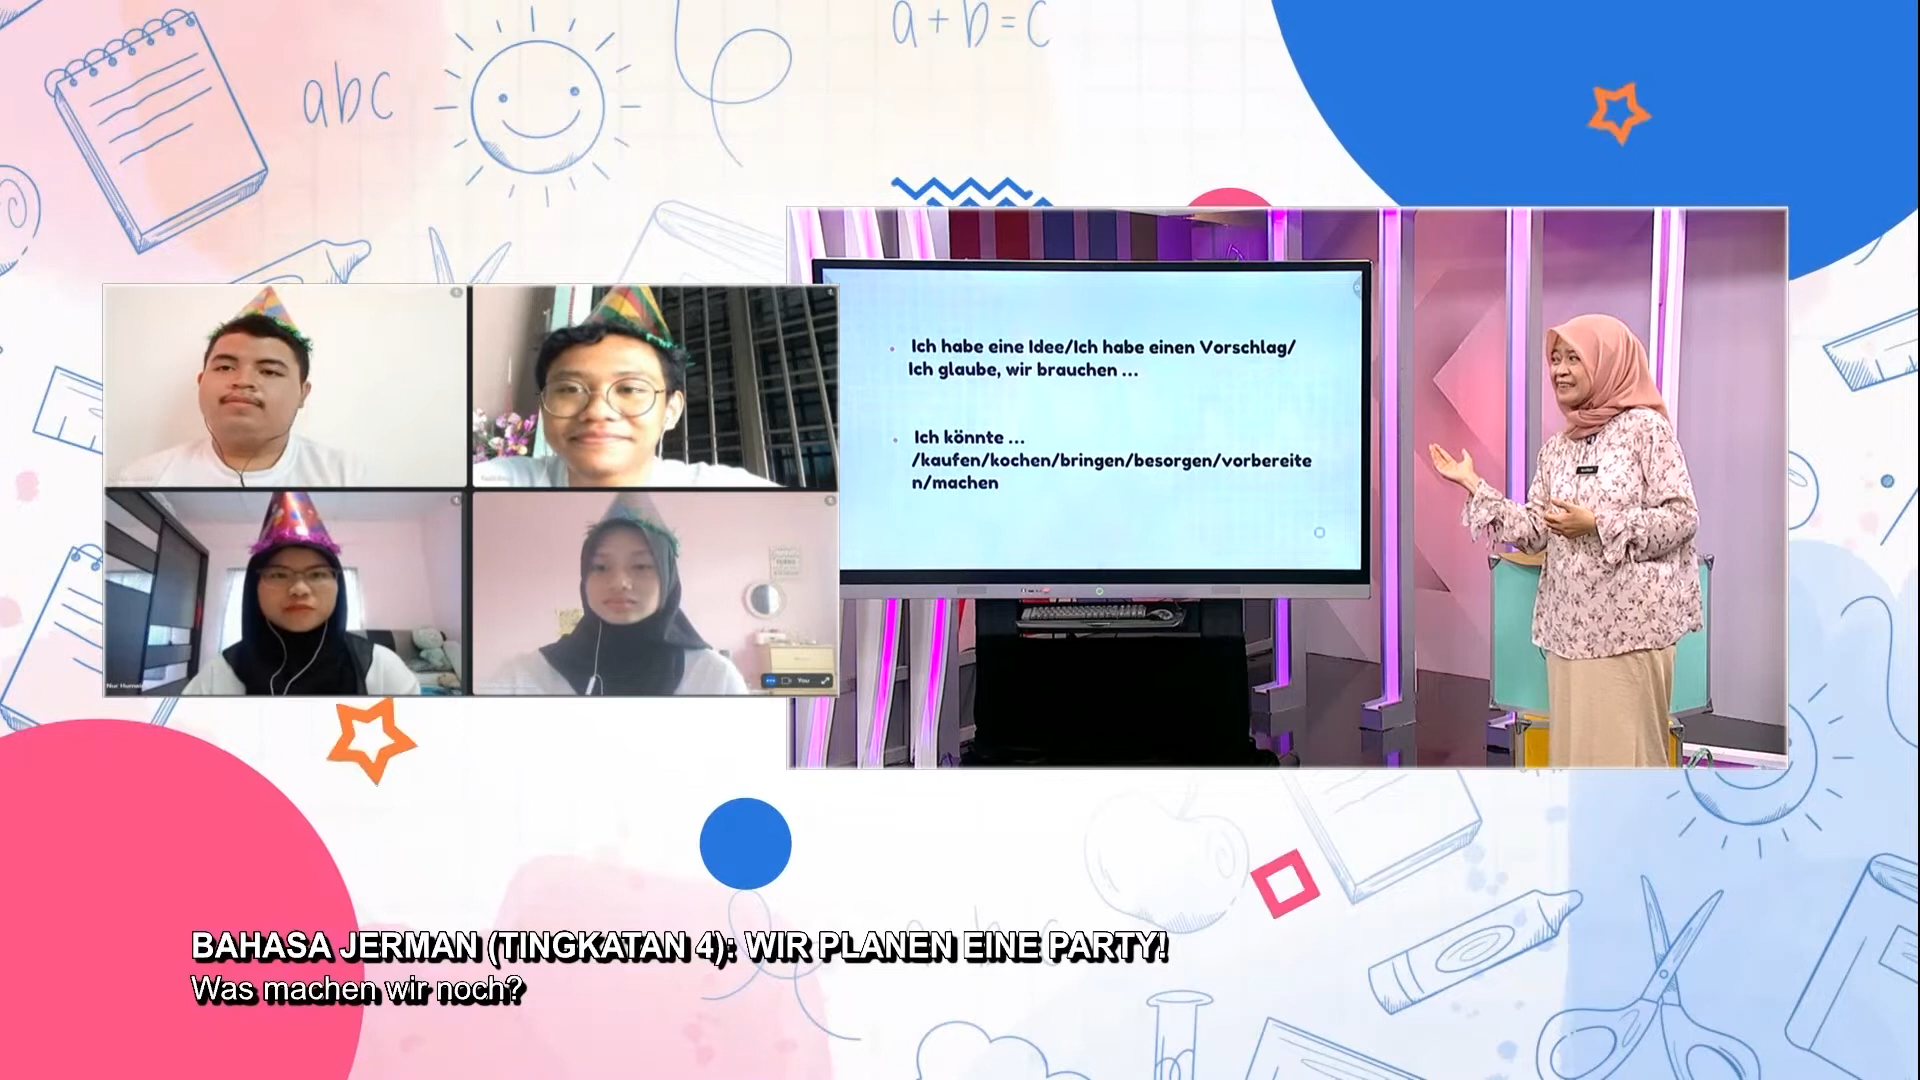 a+b=c
abc
Ich habe eine Idee/Ich habe einen Vorschlag/
Ich glaube, wir brauchen ...
Ich könnte ...
/kaufen/kochen/bringen/besorgen/vorbereite
n/machen
You
BAHASA JERMAN (TINGKATAN 4): WIR PLANEN EINE PARTY!
Was machen wir noch?